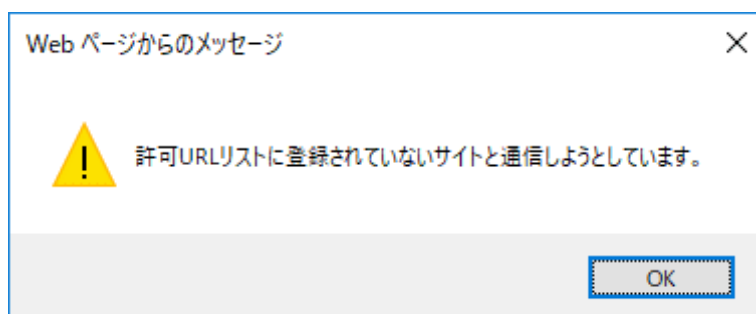 Web ページからのメッセージ
許可URLリストに登録されていないサイトと通信しようとしています。
OK